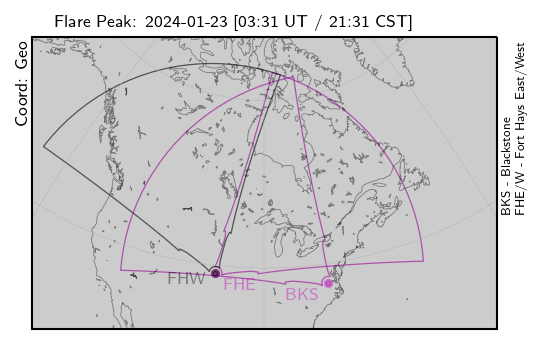 Flare Peak: 2024-01-23 [03:31 UT / 21:31 CST]
Coord: Geo
FHW
FHE
BKS
BKS - Blackstone
FHE/W - Fort Hays East/West